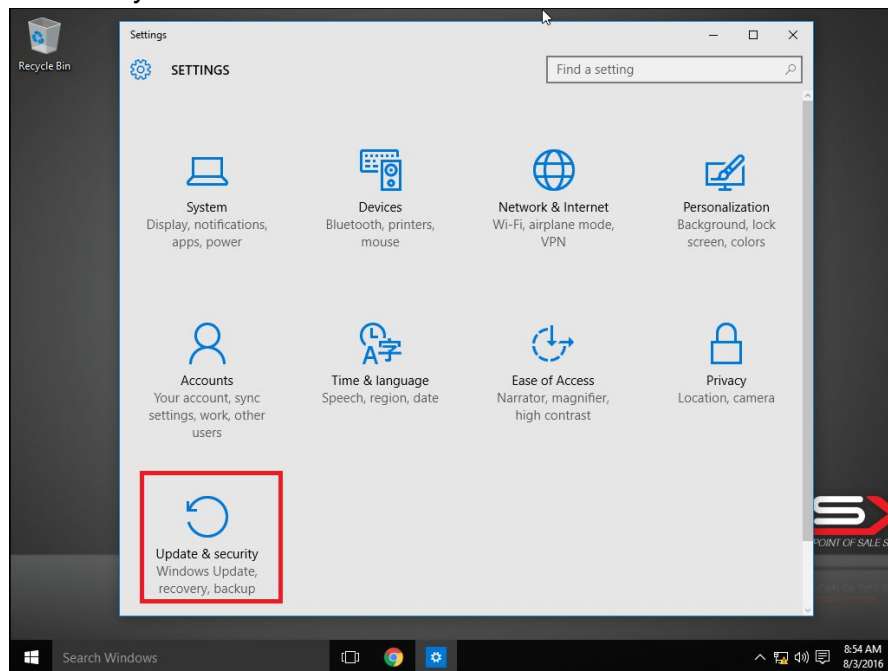 Settings
Recycle Bin
SETTINGS
Find a setting
System
Display, notifications,
apps, power
Devices
Bluetooth, printers,
mouse
Network & Internet
Wi-Fi, airplane mode,
VPN
Personalization
Background, lock
screen, colors
Accounts
Your account, sync
settings, work, other
users
Time & language
Speech, region, date
A字
Ease of Access
Narrator, magnifier,
high contrast
Privacy
Location, camera
Update & security
Windows Update,
recovery, backup
SX
POINT OF SALE S
Search Windows
8:54 AM
8/3/2016